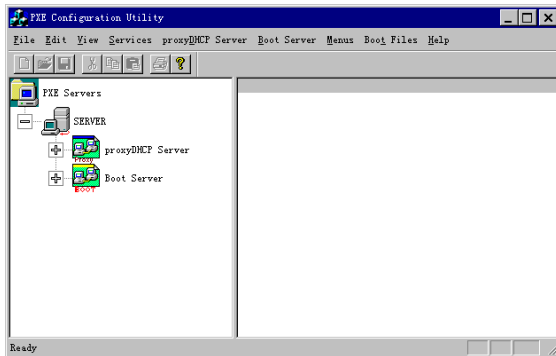 PXE Configuration Utility
File Edit View Services proxyDHCP Server Boot Server Menus Boot Files Help
PXE Servers
SERVER
proxyDHCP Server
Proxy
Boot Server
BOOT
Ready